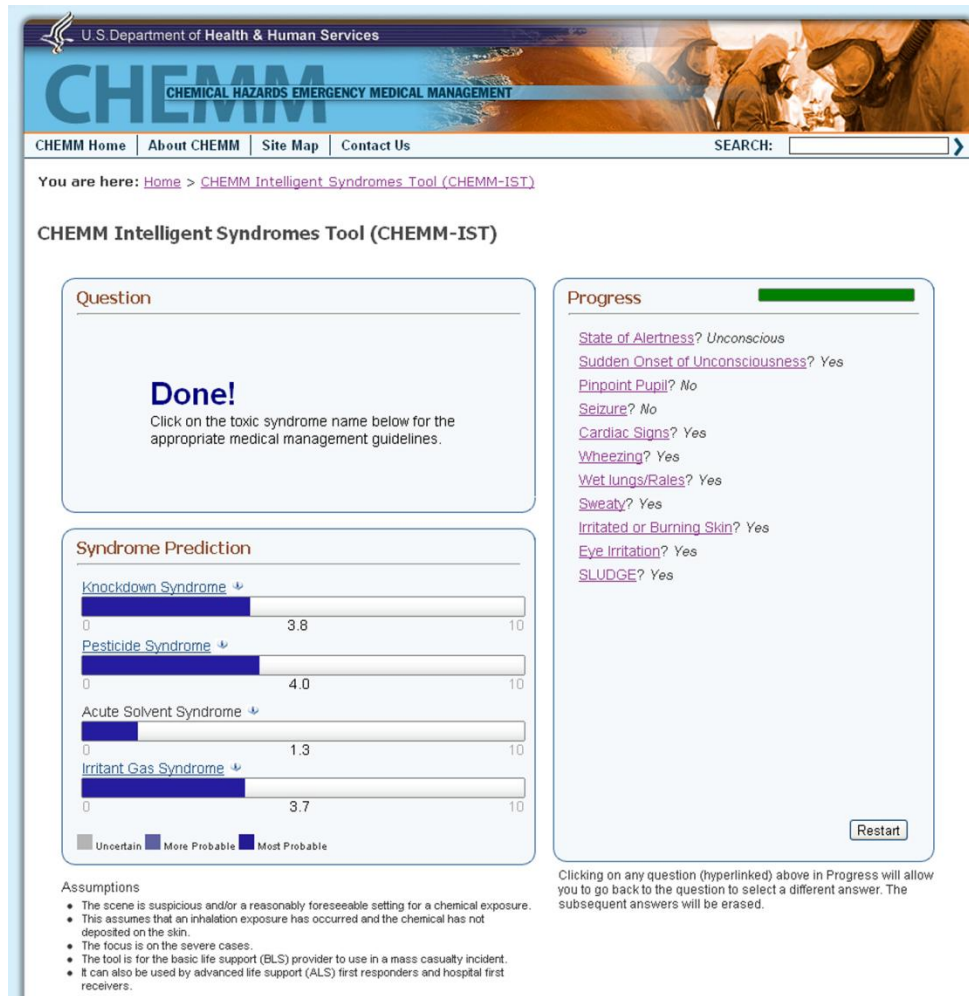 U.S.Department of Health & Human Services
CHEMM
CHEMICAL HAZARDS EMERGENCY MEDICAL MANAGEMENT
CHEMM Home About CHEMM Site Map Contact Us SEARCH:
You are here: Home > CHEMM Intelligent Syndromes Tool (CHEMM-IST)
CHEMM Intelligent Syndromes Tool (CHEMM-IST)
Question
Done!
Click on the toxic syndrome name below for the
appropriate medical management guidelines.
Syndrome Prediction
Knockdown Syndrome
0 3.8 10
Pesticide Syndrome
0 4.0 10
Acute Solvent Syndrome
0 1.3 10
Irritant Gas Syndrome
0 3.7 10
Uncertain More Probable Most Probable
Progress
State of Alertness? Unconscious
Sudden Onset of Unconsciousness? Yes
Pinpoint Pupil? No
Seizure? No
Cardiac Signs? Yes
Wheezing? Yes
Wet lungs/Rales? Yes
Sweaty? Yes
Irritated or Burning Skin? Yes
Eye Irritation? Yes
SLUDGE? Yes
Restart
Clicking on any question (hyperlinked) above in Progress will allow
you to go back to the question to select a different answer. The
subsequent answers will be erased.
Assumptions
• The scene is suspicious and/or a reasonably foreseeable setting for a chemical exposure.
• This assumes that an inhalation exposure has occurred and the chemical has not
deposited on the skin.
• The focus is on the severe cases.
• The tool is for the basic life support (BLS) provider to use in a mass casualty incident.
• It can also be used by advanced life support (ALS) first responders and hospital first
receivers.